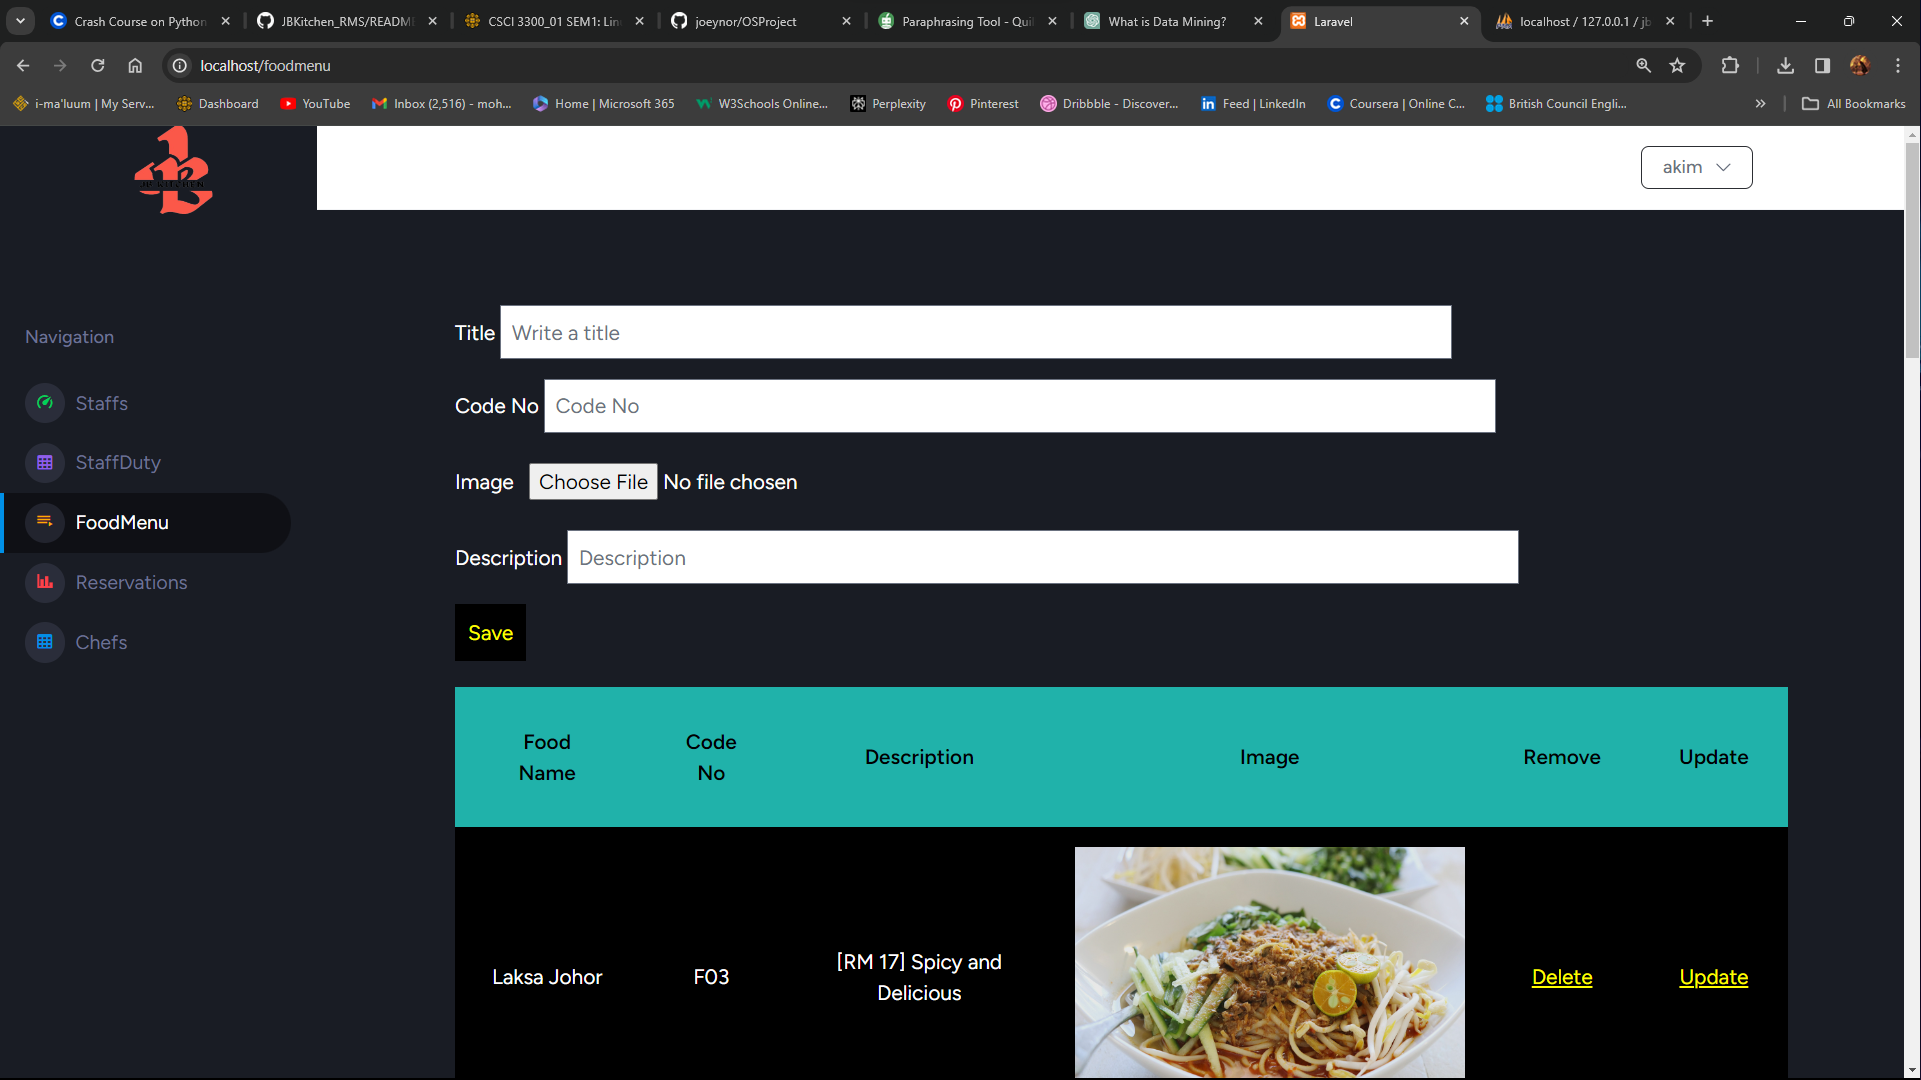 Crash Course on Python
JBKitchen_RMS/READM
CSCI 3300_01 SEM1: Lin
joeynor/OSProject
Paraphrasing Tool - Qui
What is Data Mining?
Laravel
localhost / 127.0.0.1 / jb
localhost/foodmenu
i-ma'luum | My Serv...
Dashboard
YouTube
Inbox (2,516) - moh...
Home | Microsoft 365
W3Schools Online...
Perplexity
Pinterest
Dribbble - Discover...
Feed | LinkedIn
Coursera | Online C...
British Council Engli...
All Bookmarks
JB KITCHEN
akim
Navigation
Staffs
StaffDuty
FoodMenu
Reservations
Chefs
Title Write a title
Code No Code No
Image Choose File No file chosen
Description Description
Save
Food
Name
Code
No
Description
Image
Remove
Update
Laksa Johor
F03
[RM 17] Spicy and
Delicious
Delete
Update